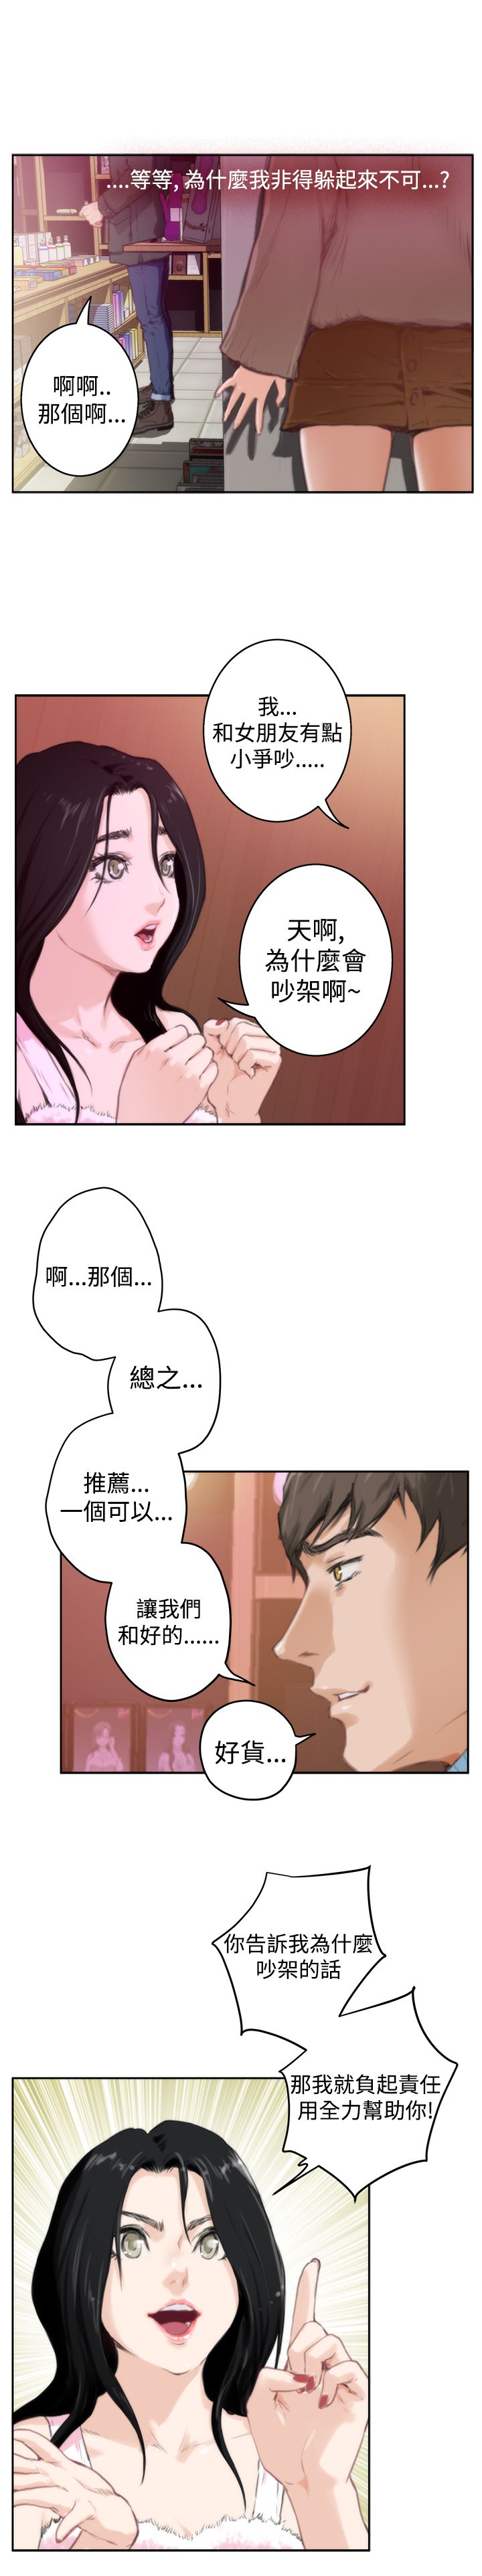 ....等等, 為什麼我非得躲起來不可...?
啊啊..
那個啊...
我...
和女朋友有點
小爭吵.....
天啊,
為什麼會
吵架啊~
啊...那個...
總之...
推薦...
一個可以...
讓我們
和好的......
好貨...
你告訴我為什麼
吵架的話
那我就負起責任
用全力幫助你!